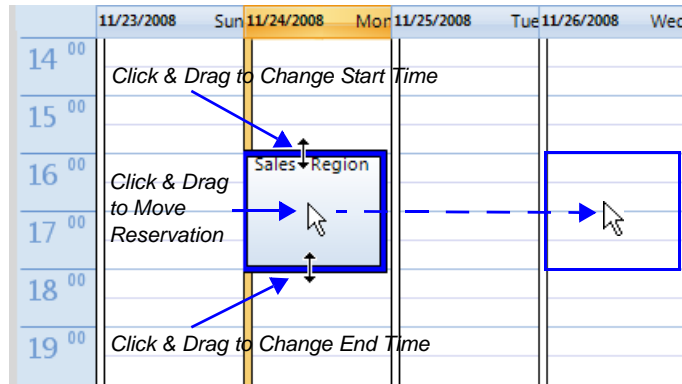 11/23/2008 Sun 11/24/2008 Mon 11/25/2008 Tue 11/26/2008 Wed
14 00
Click & Drag to Change Start Time
15 00
Sales Region
16 00
Click & Drag
to Move
Reservation
17 00
18 00
Click & Drag to Change End Time
19 00